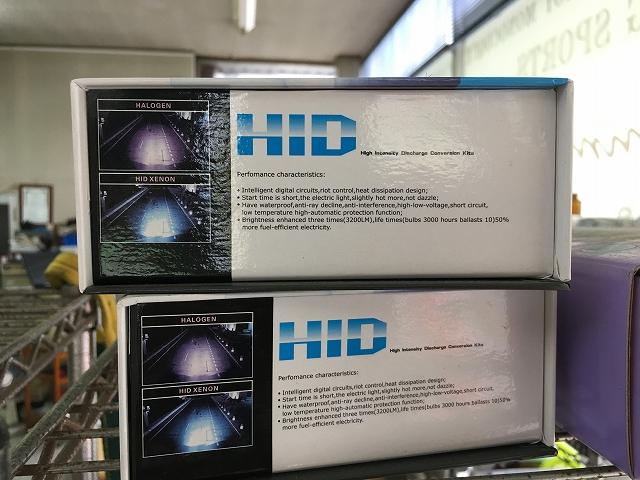 HALOGEN
HID XENON
HID High Intensity Discharge Conversion Kits
Perfomance characteristics:
• Intelligent digital circuits,riot control,heat dissipation design;
• Start time is short,the electric light,slightly hot more,not dazzle;
• Have waterproof,anti-ray decline,anti-interference,high-low-voltage,short circuit,
low temperature high-automatic protection function;
• Brightness enhanced three times(3200LM),life times(bulbs 3000 hours ballasts 10)50%
more fuel-efficient electricity.
HALOGEN
HID XENON
HID High Intensity Discharge Conversion Kits
Perfomance characteristics:
• Intelligent digital circuits,riot control,heat dissipation design;
• Start time is short,the electric light,slightly hot more,not dazzle;
• Have waterproof,anti-ray decline,anti-interference,high-low-voltage,short circuit,
low temperature high-automatic protection function;
• Brightness enhanced three times(3200LM),life times(bulbs 3000 hours ballasts 10)50%
more fuel-efficient electricity.
SPORTS